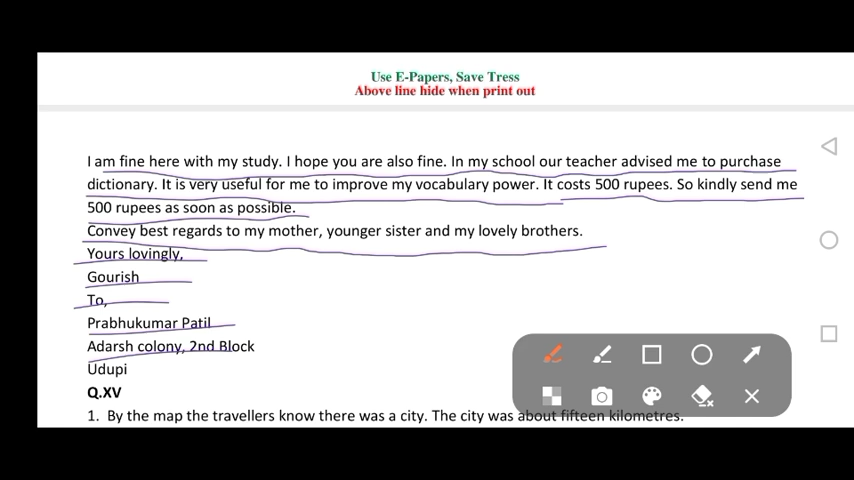 Use E-Papers, Save Tress
Above line hide when print out
I am fine here with my study. I hope you are also fine. In my school our teacher advised me to purchase
dictionary. It is very useful for me to improve my vocabulary power. It costs 500 rupees. So kindly send me
500 rupees as soon as possible.
Convey best regards to my mother, younger sister and my lovely brothers.
Yours lovingly,
Gourish
To,
Prabhukumar Patil
Adarsh colony, 2nd Block
Udupi
Q.XV
1. By the map the travellers know there was a city. The city was about fifteen kilometres.